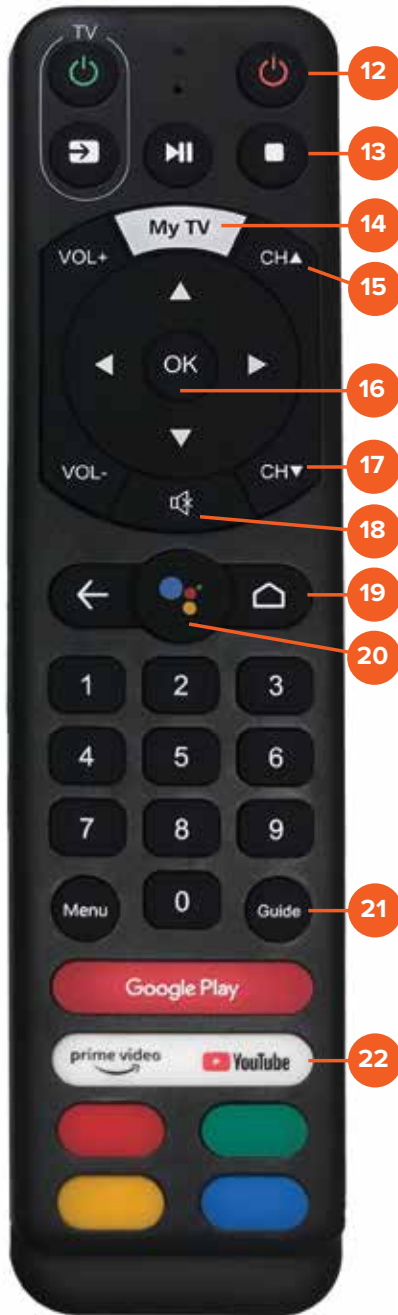 TV
12
13
My TV
14
VOL+
CH▲
15
OK
16
VOL-
CH▼
17
18
19
20
1 2 3
4 5 6
7 8 9
Menu 0 Guide
21
Google Play
prime video YouTube
22